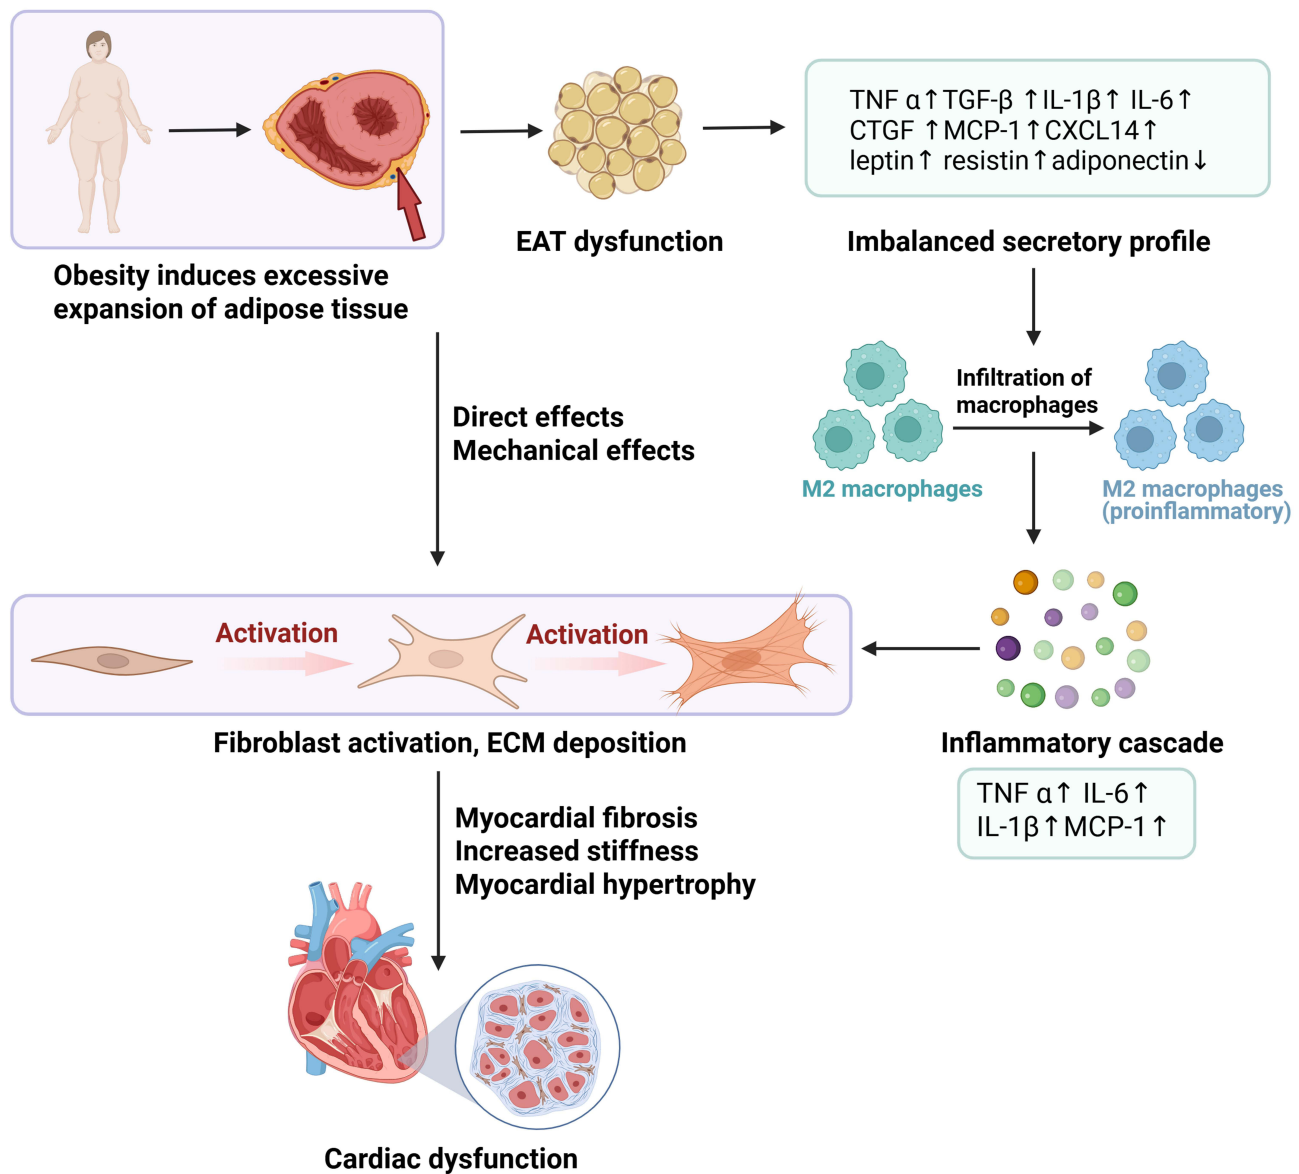 TNF α↑TGF-β ↑IL-1β↑ IL-6↑
CTGF ↑MCP-1↑CXCL14↑
leptin↑ resistin↑adiponectin↓
EAT dysfunction
Imbalanced secretory profile
Obesity induces excessive
expansion of adipose tissue
Direct effects
Mechanical effects
Infiltration of
macrophages
M2 macrophages
M2 macrophages
(proinflammatory)
Activation
Activation
Fibroblast activation, ECM deposition
Inflammatory cascade
TNF α↑ IL-6↑
IL-1β↑MCP-1↑
Myocardial fibrosis
Increased stiffness
Myocardial hypertrophy
Cardiac dysfunction